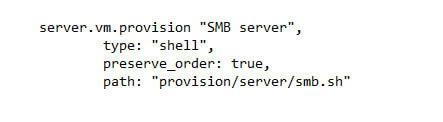 server.vm.provision "SMB server",
type: "shell",
preserve_order: true,
path: "provision/server/smb.sh"